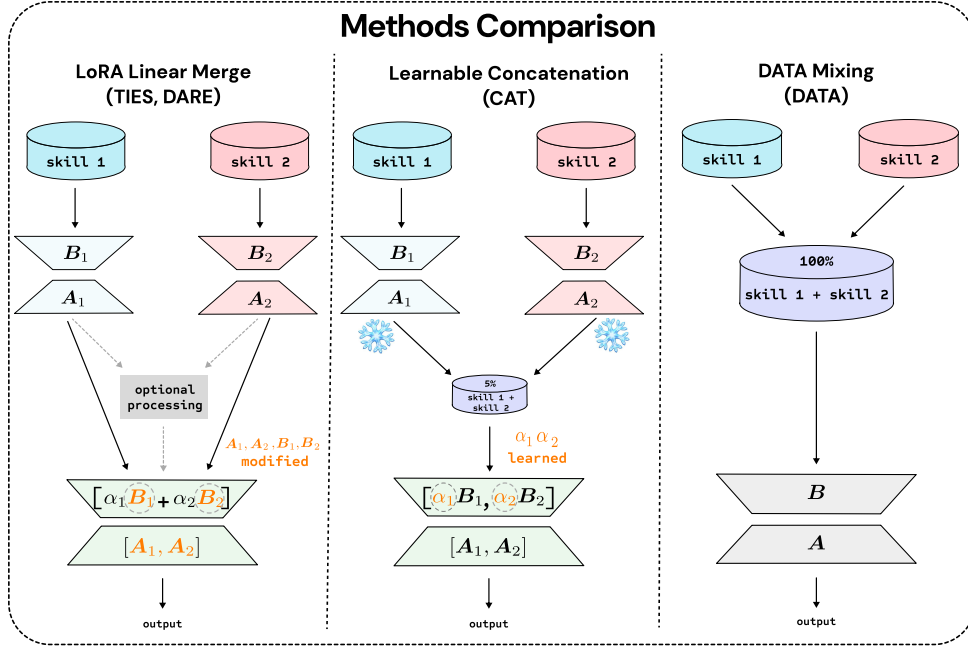 Methods Comparison
LoRA Linear Merge
(TIES, DARE)
skill 1
skill 2
B₁
B₂
A₁
A₂
optional
processing
A₁, A₂, B₁, B₂
modified
[α₁B₁+α₂B₂]
[A₁, A₂]
output
Learnable Concatenation
(CAT)
skill 1
skill 2
B₁
B₂
A₁
A₂
5%
skill 1 +
skill 2
α₁ α₂
learned
[α₁B₁, α₂B₂]
[A₁, A₂]
output
DATA Mixing
(DATA)
skill 1
skill 2
100%
skill 1 + skill 2
B
A
output